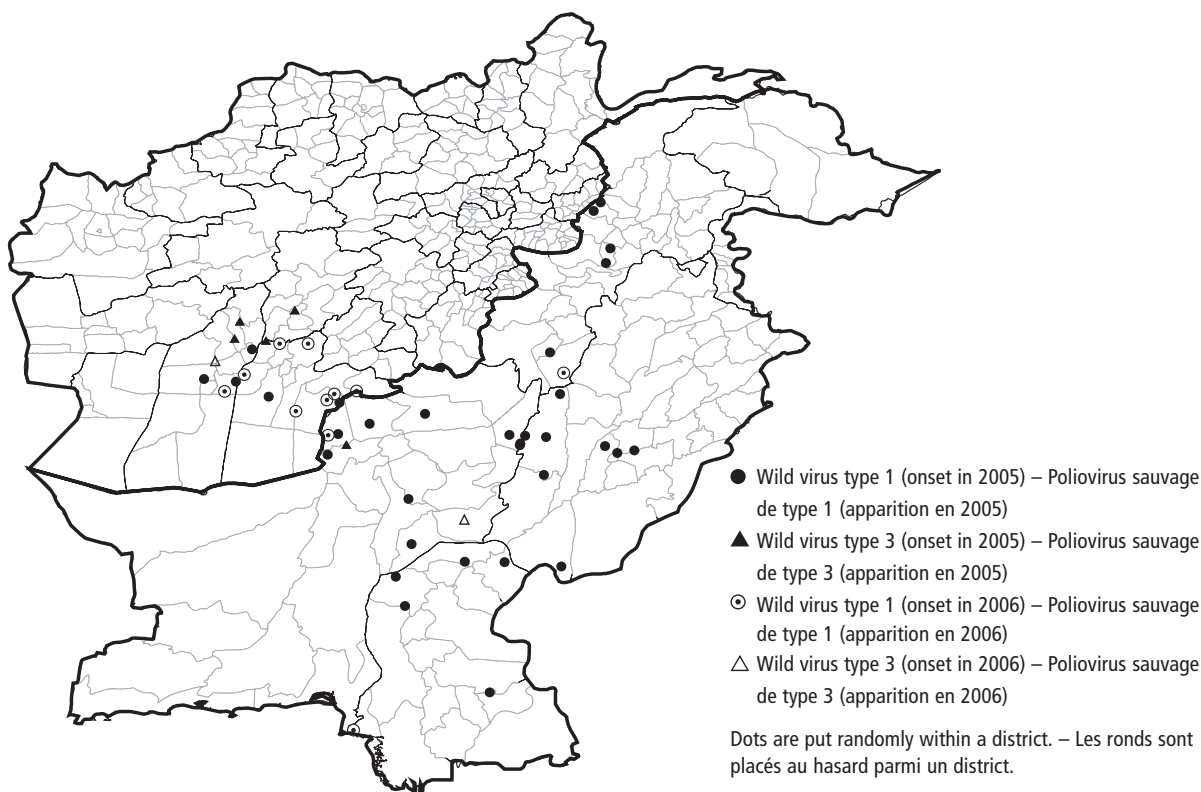 Wild virus type 1 (onset in 2005) – Poliovirus sauvage
de type 1 (apparition en 2005)
Wild virus type 3 (onset in 2005) – Poliovirus sauvage
de type 3 (apparition en 2005)
Wild virus type 1 (onset in 2006) – Poliovirus sauvage
de type 1 (apparition en 2006)
Wild virus type 3 (onset in 2006) – Poliovirus sauvage
de type 3 (apparition en 2006)
Dots are put randomly within a district. – Les ronds sont
placés au hasard parmi un district.